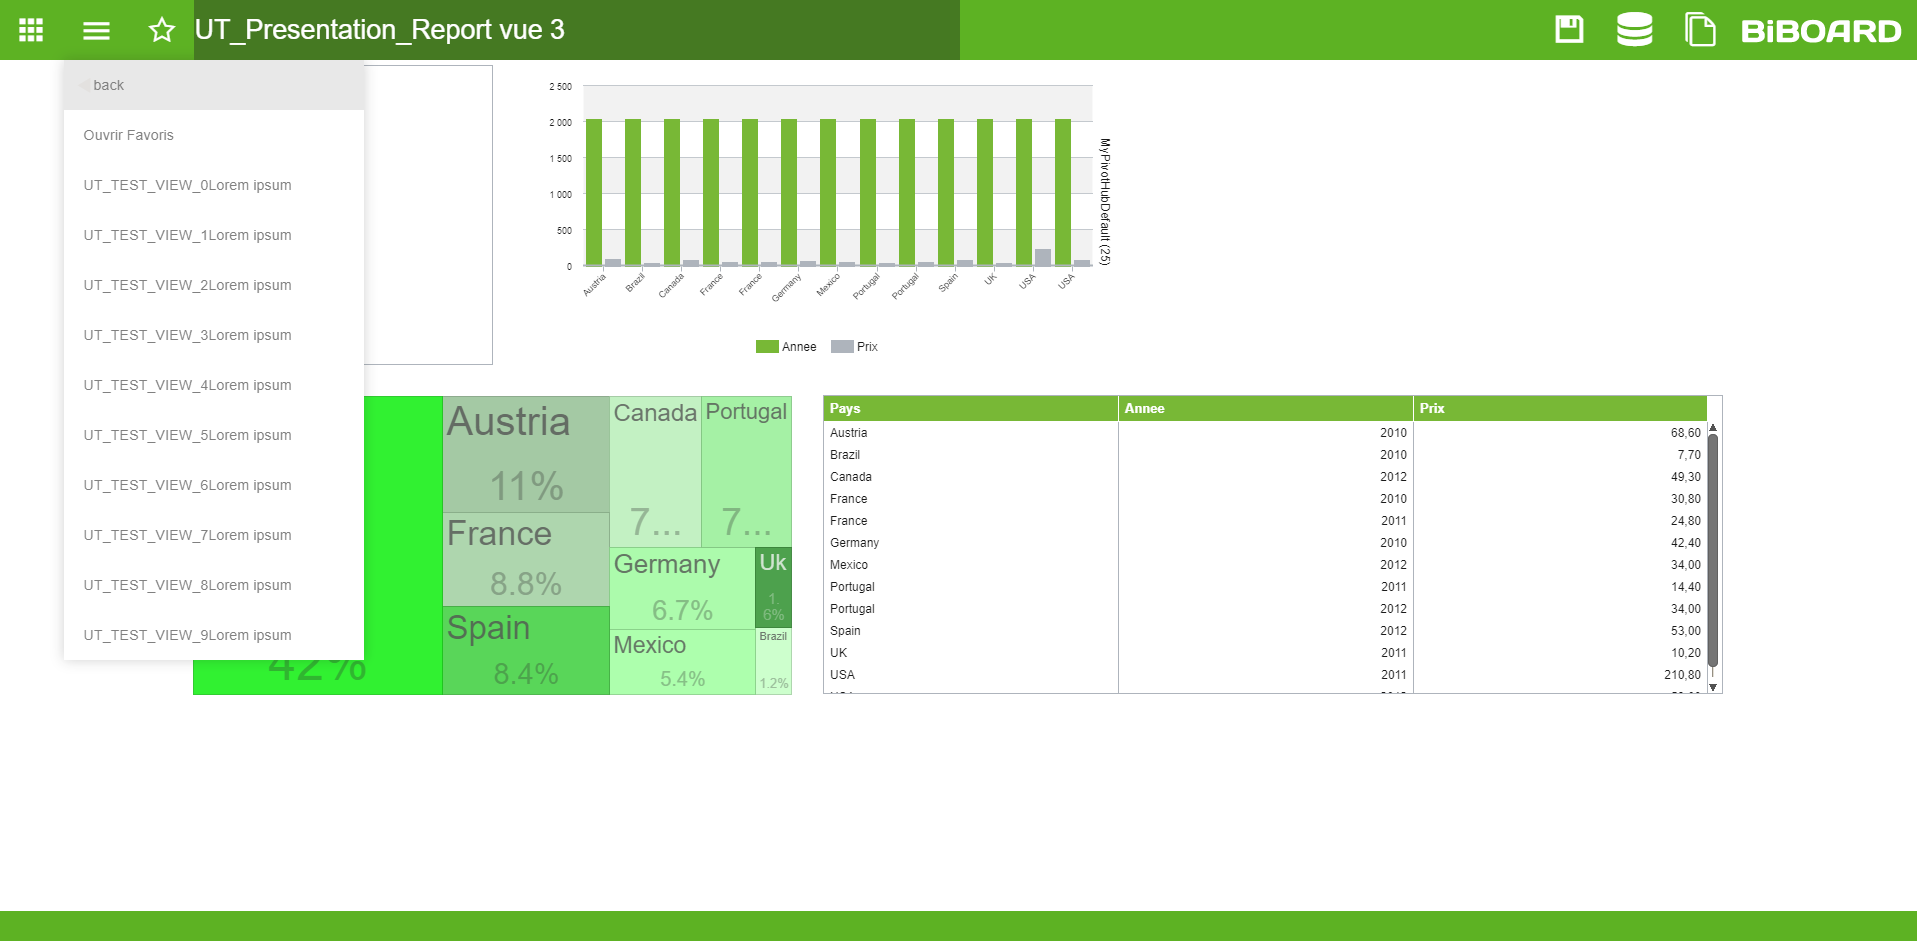 UT_Presentation_Report vue 3
BiBOARD
back
Ouvrir Favoris
UT_TEST_VIEW_0Lorem ipsum
UT_TEST_VIEW_1Lorem ipsum
UT_TEST_VIEW_2Lorem ipsum
UT_TEST_VIEW_3Lorem ipsum
UT_TEST_VIEW_4Lorem ipsum
UT_TEST_VIEW_5Lorem ipsum
UT_TEST_VIEW_6Lorem ipsum
UT_TEST_VIEW_7Lorem ipsum
UT_TEST_VIEW_8Lorem ipsum
UT_TEST_VIEW_9Lorem ipsum
2 500
2 000
1 500
1 000
500
0
Austria
Brazil
Canada
France
France
Germany
Mexico
Portugal
Portugal
Spain
UK
USA
USA
MyPivotHubDefault (25)
Annee
Prix
42%
Austria
11%
France
8.8%
Spain
8.4%
Canada
7...
Portugal
7...
Germany
6.7%
Uk
1.
6%
Mexico
5.4%
Brazil
1.2%
Pays Annee Prix
Austria 2010 68,60
Brazil 2010 7,70
Canada 2012 49,30
France 2010 30,80
France 2011 24,80
Germany 2010 42,40
Mexico 2012 34,00
Portugal 2011 14,40
Portugal 2012 34,00
Spain 2012 53,00
UK 2011 10,20
USA 2011 210,80